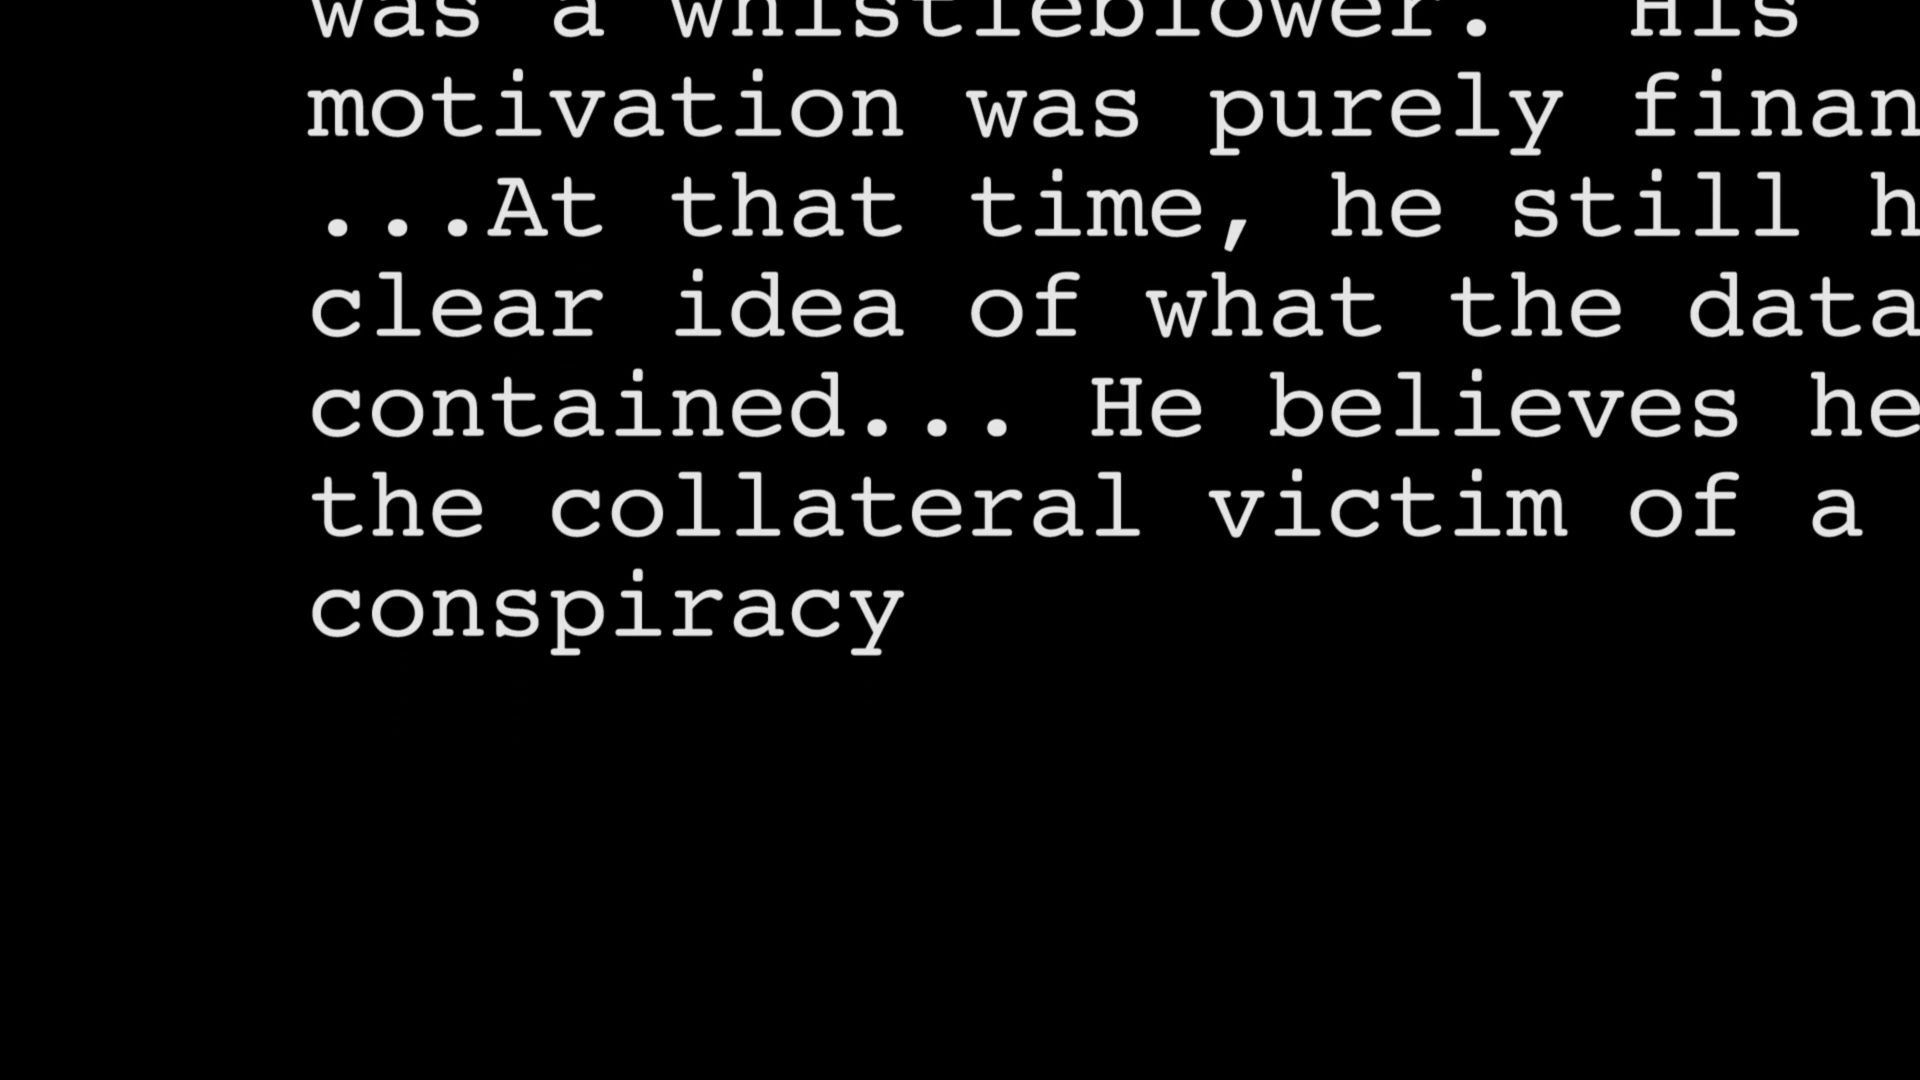 was a whistleblower.  His
motivation was purely finan
...At that time, he still h
clear idea of what the data
contained... He believes he
the collateral victim of a
conspiracy